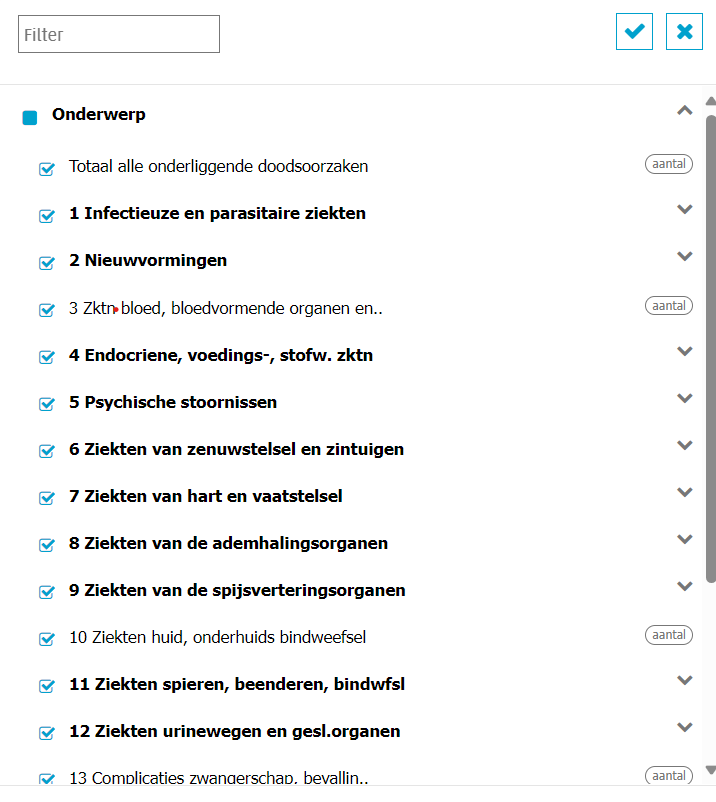 Filter
Onderwerp
Totaal alle onderliggende doodsoorzaken aantal
1 Infectieuze en parasitaire ziekten
2 Nieuwvormingen
3 Zktn bloed, bloedvormende organen en.. aantal
4 Endocriene, voedings-, stofw. zktn
5 Psychische stoornissen
6 Ziekten van zenuwstelsel en zintuigen
7 Ziekten van hart en vaatstelsel
8 Ziekten van de ademhalingsorganen
9 Ziekten van de spijsverteringsorganen
10 Ziekten huid, onderhuids bindweefsel aantal
11 Ziekten spieren, beenderen, bindwfsl
12 Ziekten urinewegen en gesl.organen
13 Complicaties zwangerschap, bevallin.. aantal